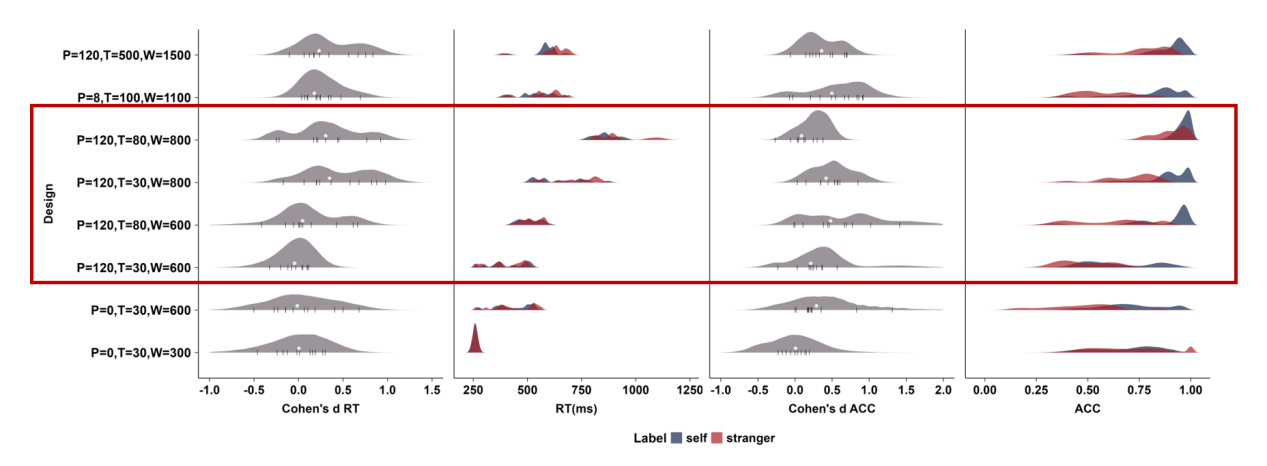 P=120,T=500,W=1500
P=8,T=100,W=1100
P=120,T=80,W=800
P=120,T=30,W=800
Design
P=120,T=80,W=600
P=120,T=30,W=600
P=0,T=30,W=600
P=0,T=30,W=300
-1.0 -0.5 0.0 0.5 1.0 1.5
Cohen's d RT
250 500 750 1000 1250
RT(ms)
-1.0 -0.5 0.0 0.5 1.0 1.5 2.0
Cohen's d ACC
0.00 0.25 0.50 0.75 1.00
ACC
Label self stranger